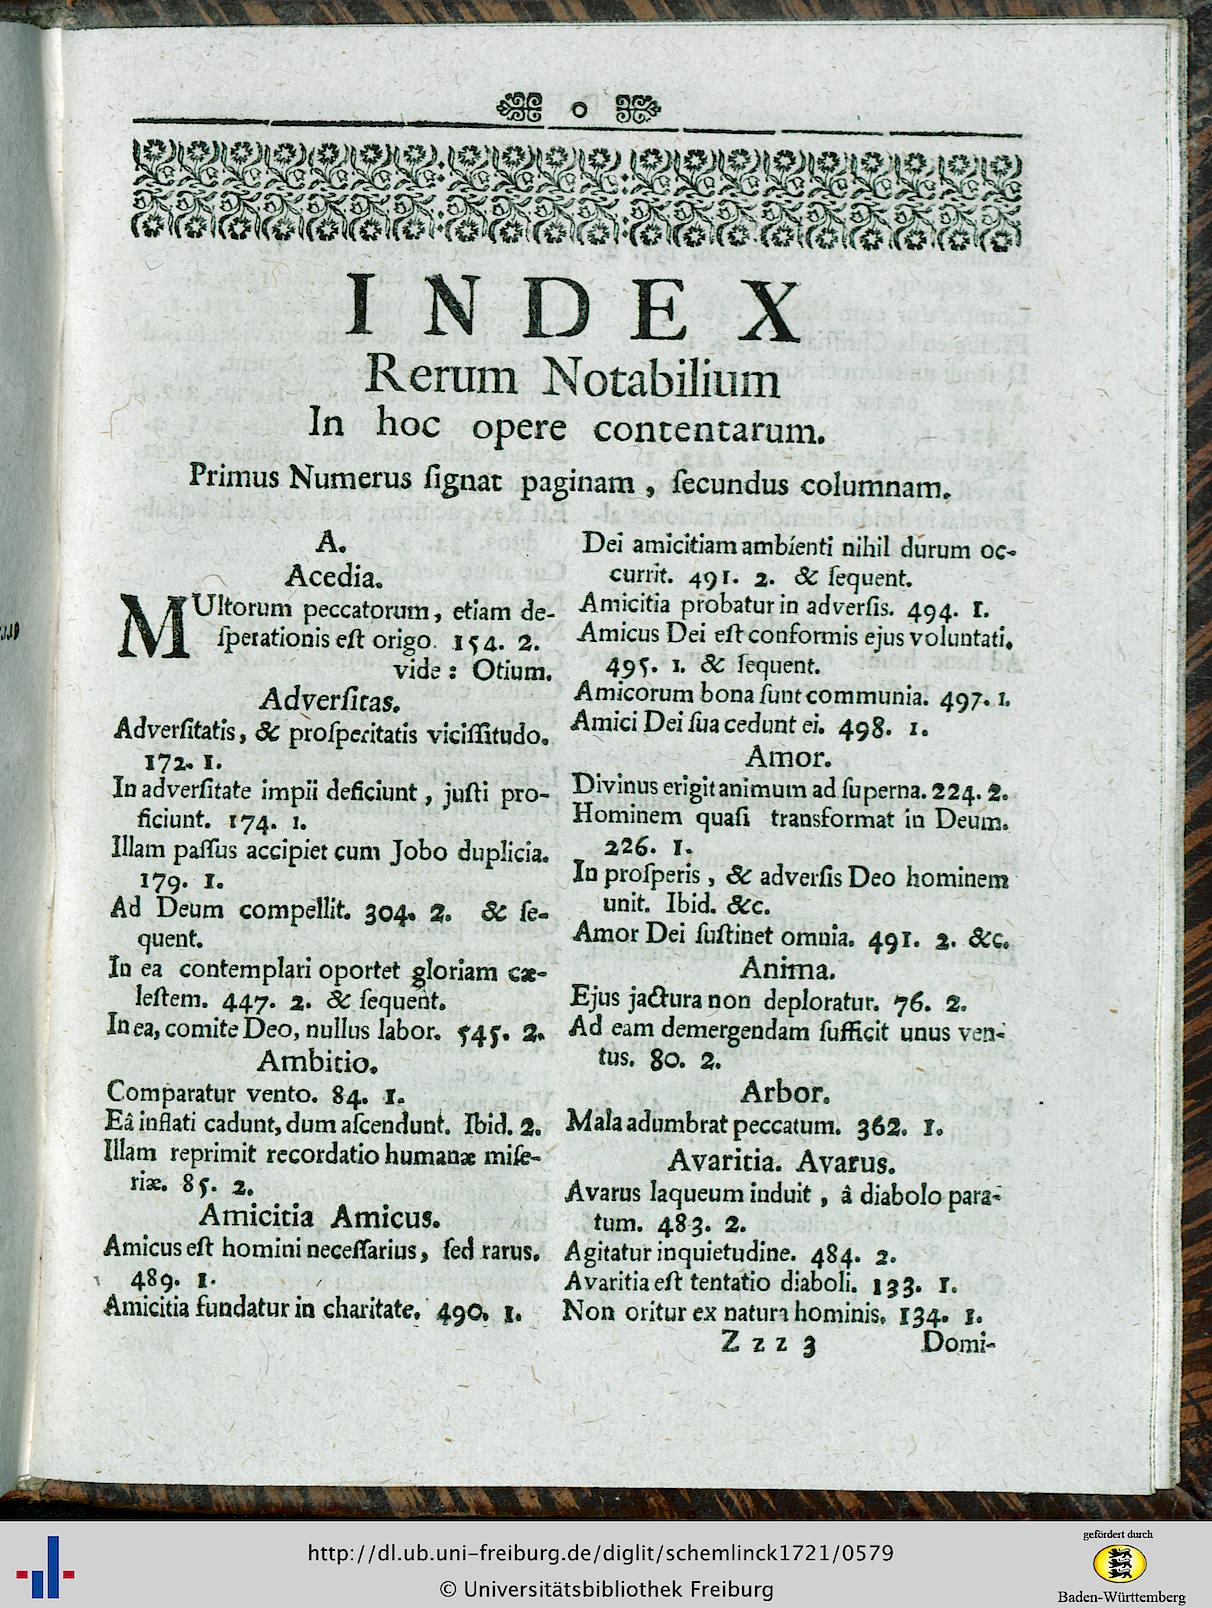 INDEX
Rerum Notabilium
In hoc opere contentarum.
Primus Numerus ſignat paginam, ſecundus columnam.
A.
Acedia.
MUltorum peccatorum, etiam de-
ſperationis eſt origo. 154. 2.
vide: Otium.
Adverſitas.
Adverſitatis, & proſperitatis viciſſitudo.
172. 1.
In adverſitate impii deficiunt, juſti pro-
ficiunt. 174. 1.
Illam paſſus accipiet cum Jobo duplicia.
179. 1.
Ad Deum compellit. 304. 2. & ſe-
quent.
In ea contemplari oportet gloriam cæ-
leſtem. 447. 2. & ſequent.
In ea, comite Deo, nullus labor. 545. 2.
Ambitio.
Comparatur vento. 84. 1.
Eâ inflati cadunt, dum aſcendunt. Ibid. 2.
Illam reprimit recordatio humanæ miſe-
riæ. 85. 2.
Amicitia Amicus.
Amicus eſt homini neceſſarius, ſed rarus.
489. 1.
Amicitia fundatur in charitate. 490. 1.
Dei amicitiam ambienti nihil durum oc-
currit. 491. 2. & ſequent.
Amicitia probatur in adverſis. 494. 1.
Amicus Dei eſt conformis ejus voluntati.
495. 1. & ſequent.
Amicorum bona ſunt communia. 497. 1.
Amici Dei ſua cedunt ei. 498. 1.
Amor.
Divinus erigit animum ad ſuperna. 224. 2.
Hominem quaſi transformat in Deum.
226. 1.
In proſperis, & adverſis Deo hominem
unit. Ibid. &c.
Amor Dei ſuſtinet omnia. 491. 2. &c.
Anima.
Ejus jactura non deploratur. 76. 2.
Ad eam demergendam ſufficit unus ven-
tus. 80. 2.
Arbor.
Mala adumbrat peccatum. 362. 1.
Avaritia. Avarus.
Avarus laqueum induit, â diabolo para-
tum. 483. 2.
Agitatur inquietudine. 484. 2.
Avaritia eſt tentatio diaboli. 133. 1.
Non oritur ex natura hominis. 134. 1.
Z z z 3 Domi-
http://dl.ub.uni-freiburg.de/diglit/schemlinck1721/0579
© Universitätsbibliothek Freiburg
gefördert durch
Baden-Württemberg